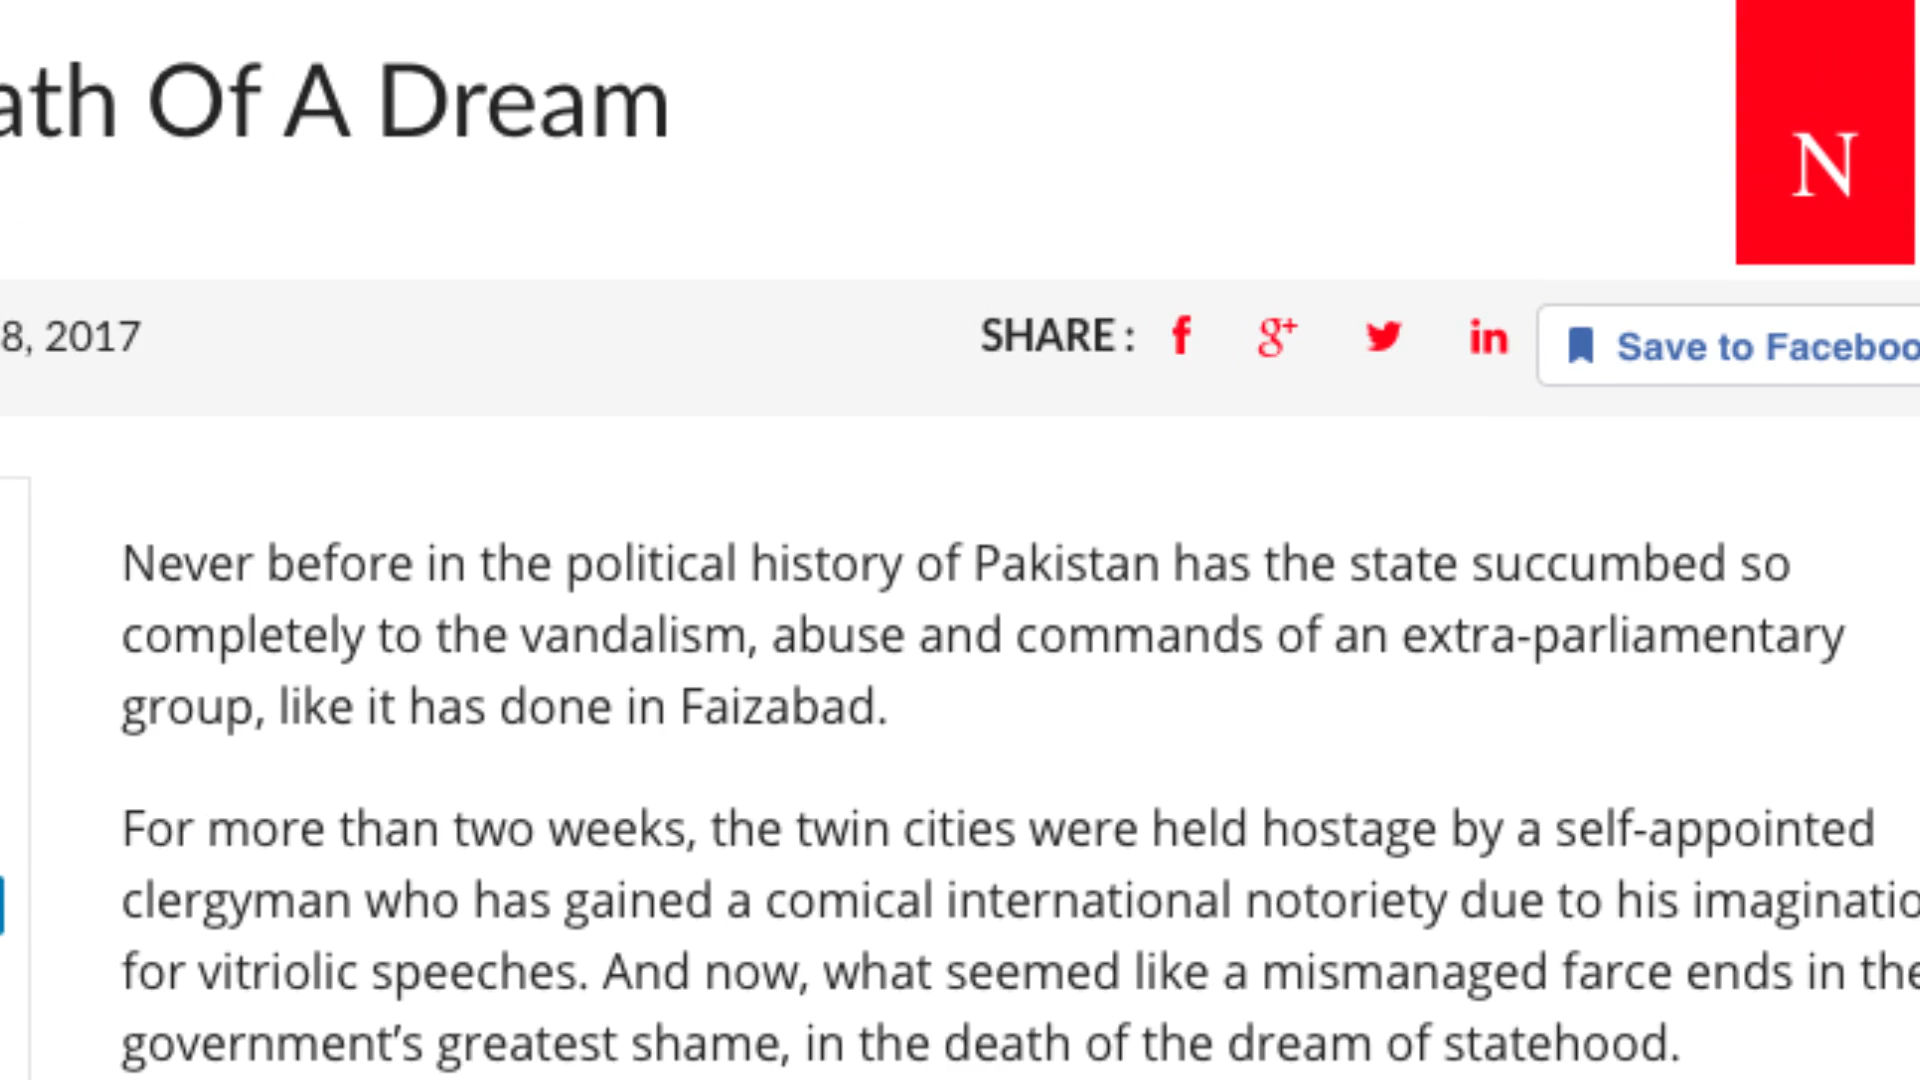 ath Of A Dream
N
8, 2017
SHARE : f g+ in Save to Faceboo
Never before in the political history of Pakistan has the state succumbed so
completely to the vandalism, abuse and commands of an extra-parliamentary
group, like it has done in Faizabad.
For more than two weeks, the twin cities were held hostage by a self-appointed
clergyman who has gained a comical international notoriety due to his imaginatio
for vitriolic speeches. And now, what seemed like a mismanaged farce ends in the
government’s greatest shame, in the death of the dream of statehood.